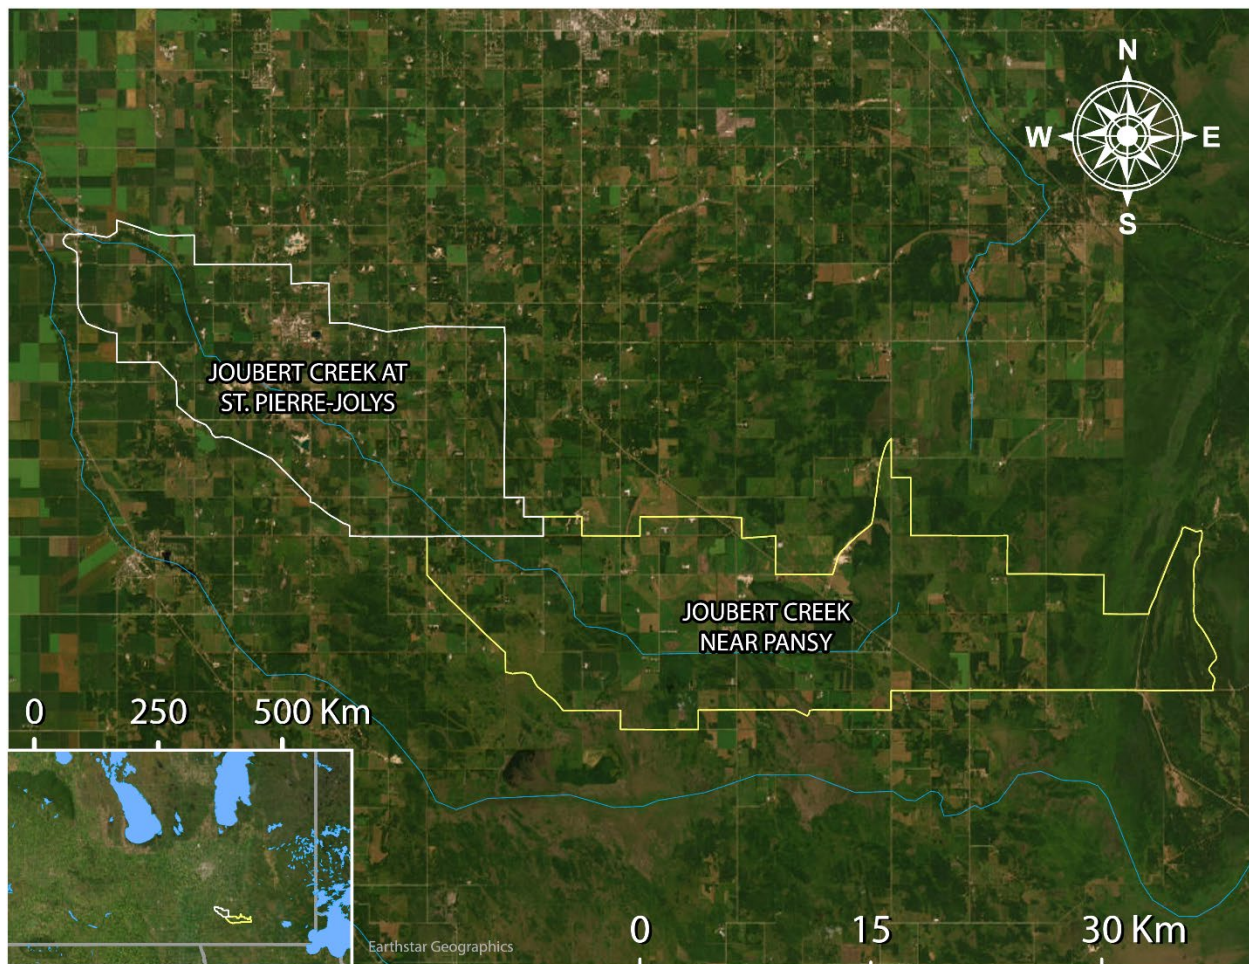 N
W E
S
JOUBERT CREEK AT
ST. PIERRE-JOLYS
JOUBERT CREEK
NEAR PANSY
0 250 500 Km
Earthstar Geographics
0 15 30 Km